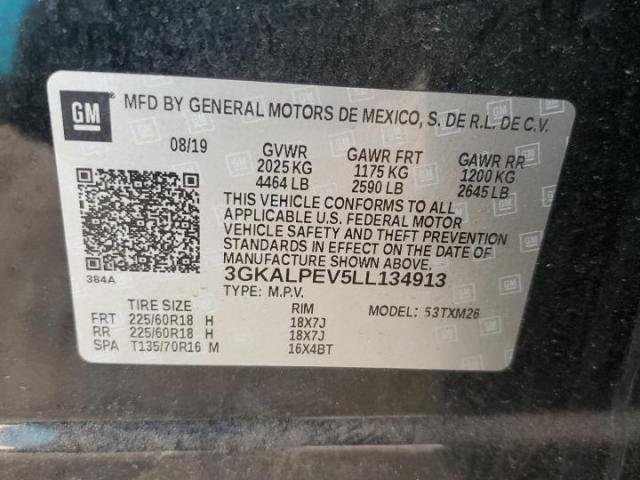 GM MFD BY GENERAL MOTORS DE MEXICO, S. DE R.L. DE C.V.
08/19 GVWR GAWR FRT GAWR RR
2025 KG 1175 KG 1200 KG
4464 LB 2590 LB 2645 LB
THIS VEHICLE CONFORMS TO ALL
APPLICABLE U.S. FEDERAL MOTOR
VEHICLE SAFETY AND THEFT PREVENTION
STANDARDS IN EFFECT ON THE DATE OF
MANUFACTURE SHOWN ABOVE.
384A 3GKALPEV5LL134913
TYPE: M.P.V.
TIRE SIZE RIM MODEL: 53TXM26
FRT 225/60R18 H 18X7J
RR 225/60R18 H 18X7J
SPA T135/70R16 M 16X4BT